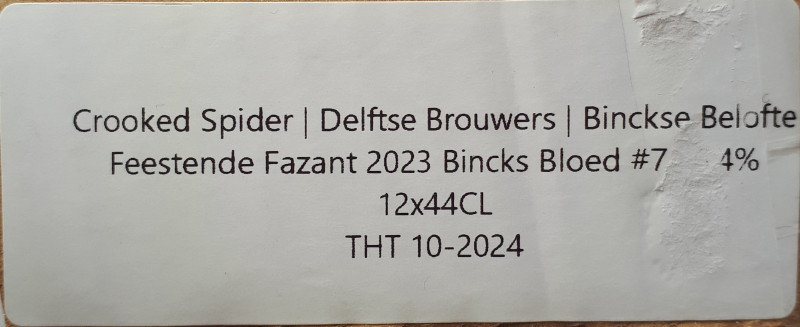 Crooked Spider | Delftse Brouwers | Binckse Belofte
Feestende Fazant 2023 Bincks Bloed #7 4%
12x44CL
THT 10-2024